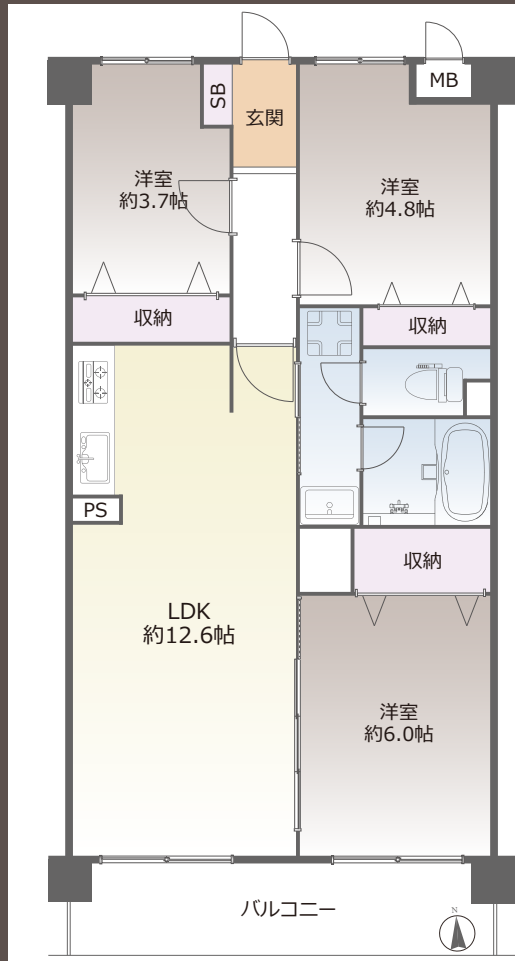 MB
SB
玄関
洋室
約3.7帖
洋室
約4.8帖
収納
収納
PS
収納
LDK
約12.6帖
洋室
約6.0帖
バルコニー
N